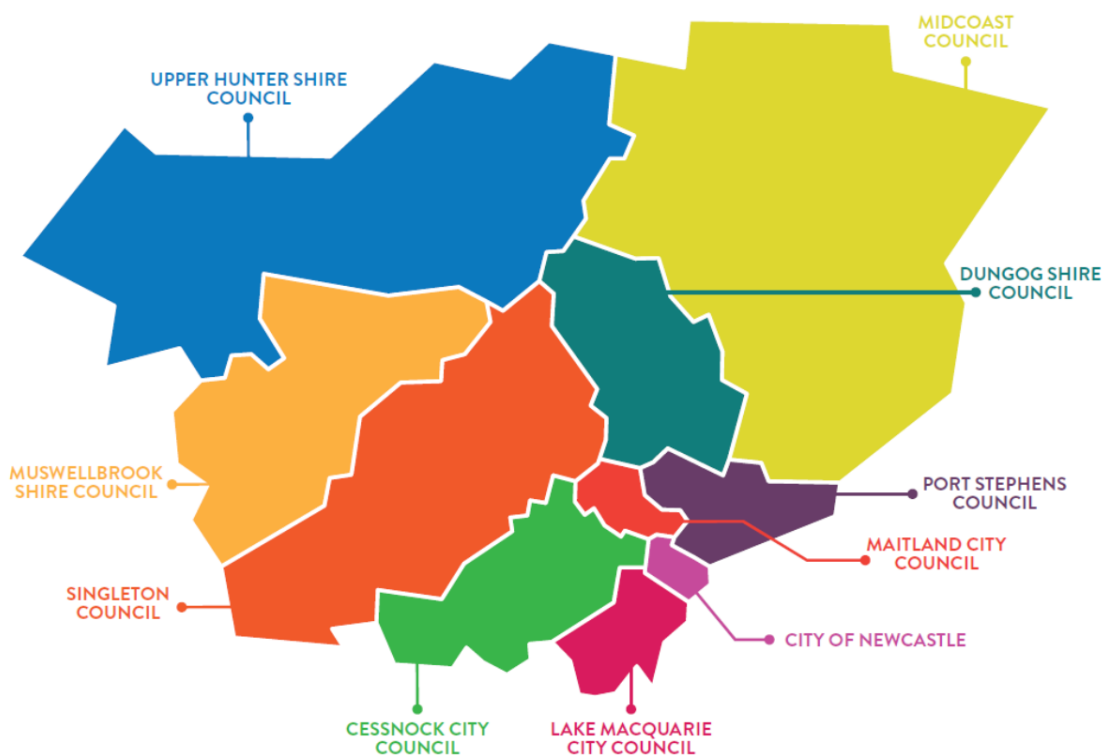 MIDCOAST
COUNCIL
UPPER HUNTER SHIRE
COUNCIL
DUNGOG SHIRE
COUNCIL
MUSWELLBROOK
SHIRE COUNCIL
PORT STEPHENS
COUNCIL
MAITLAND CITY
COUNCIL
SINGLETON
COUNCIL
CITY OF NEWCASTLE
CESSNOCK CITY
COUNCIL
LAKE MACQUARIE
CITY COUNCIL